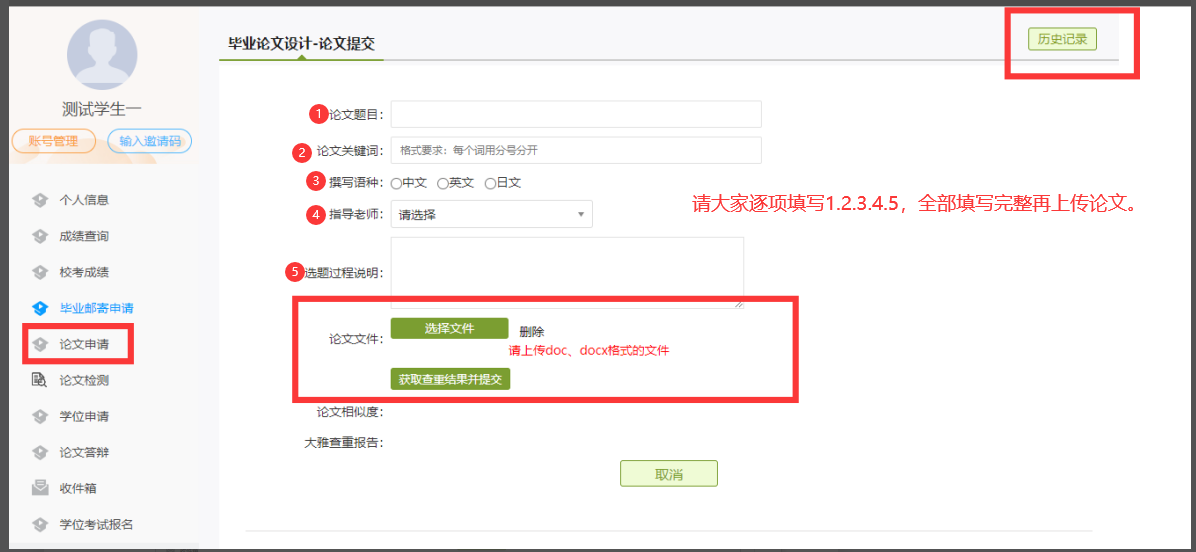 测试学生一
账号管理
输入邀请码
个人信息
成绩查询
校考成绩
毕业邮寄申请
论文申请
论文检测
学位申请
论文答辩
收件箱
学位考试报名
毕业论文设计-论文提交
历史记录
1 论文题目：
2 论文关键词： 格式要求：每个词用分号分开
3 撰写语种： 中文 英文 日文
4 指导老师： 请选择
请大家逐项填写1.2.3.4.5，全部填写完整再上传论文。
5 选题过程说明：
论文文件： 选择文件 删除
请上传doc、docx格式的文件
获取查重结果并提交
论文相似度：
大雅查重报告：
取消